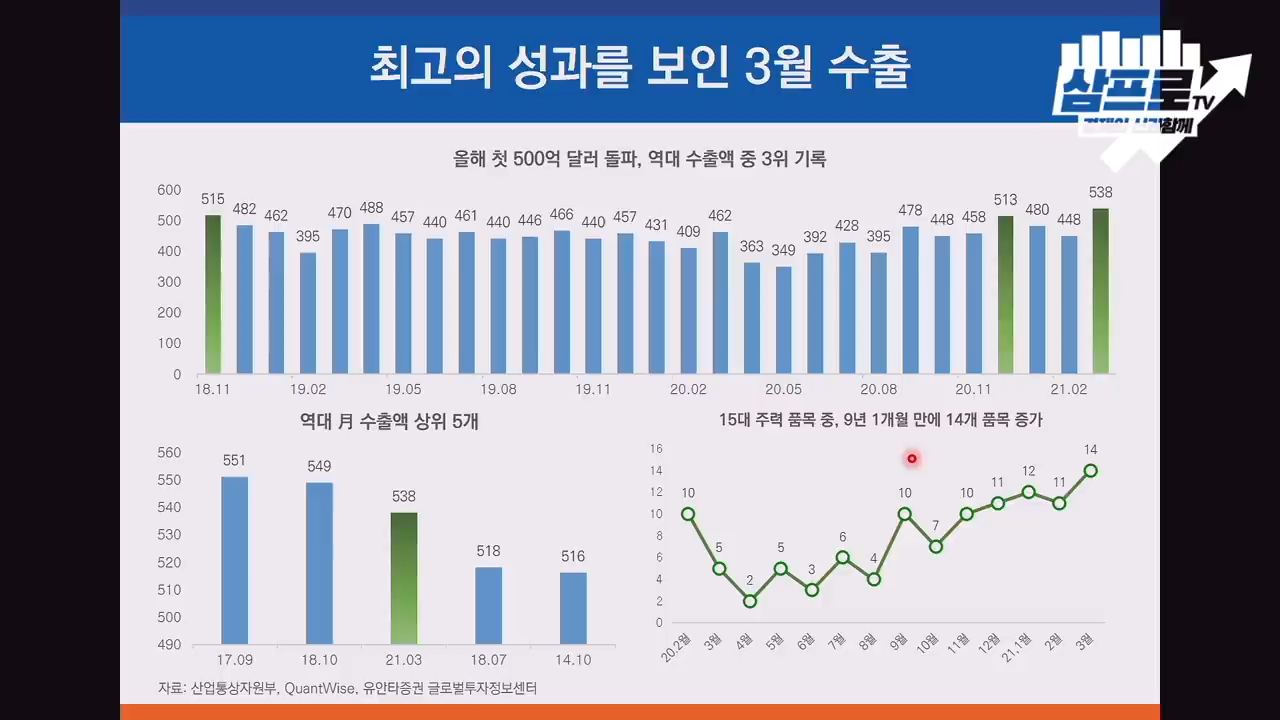 최고의 성과를 보인 3월 수출
삼프로TV
경제의 신과함께
올해 첫 500억 달러 돌파, 역대 수출액 중 3위 기록
600
500
400
300
200
100
0
515 482 462 395 470 488 457 440 461 440 446 466 440 457 431 409 462 363 349 392 428 395 478 448 458 513 480 448 538
18.11 19.02 19.05 19.08 19.11 20.02 20.05 20.08 20.11 21.02
역대 月 수출액 상위 5개
560
550
540
530
520
510
500
490
551 549 538 518 516
17.09 18.10 21.03 18.07 14.10
15대 주력 품목 중, 9년 1개월 만에 14개 품목 증가
16
14
12
10
8
6
4
2
0
10 5 2 5 3 6 4 10 7 10 11 12 11 14
20.2월 3월 4월 5월 6월 7월 8월 9월 10월 11월 12월 21.1월 2월 3월
자료: 산업통상자원부, QuantWise, 유안타증권 글로벌투자정보센터